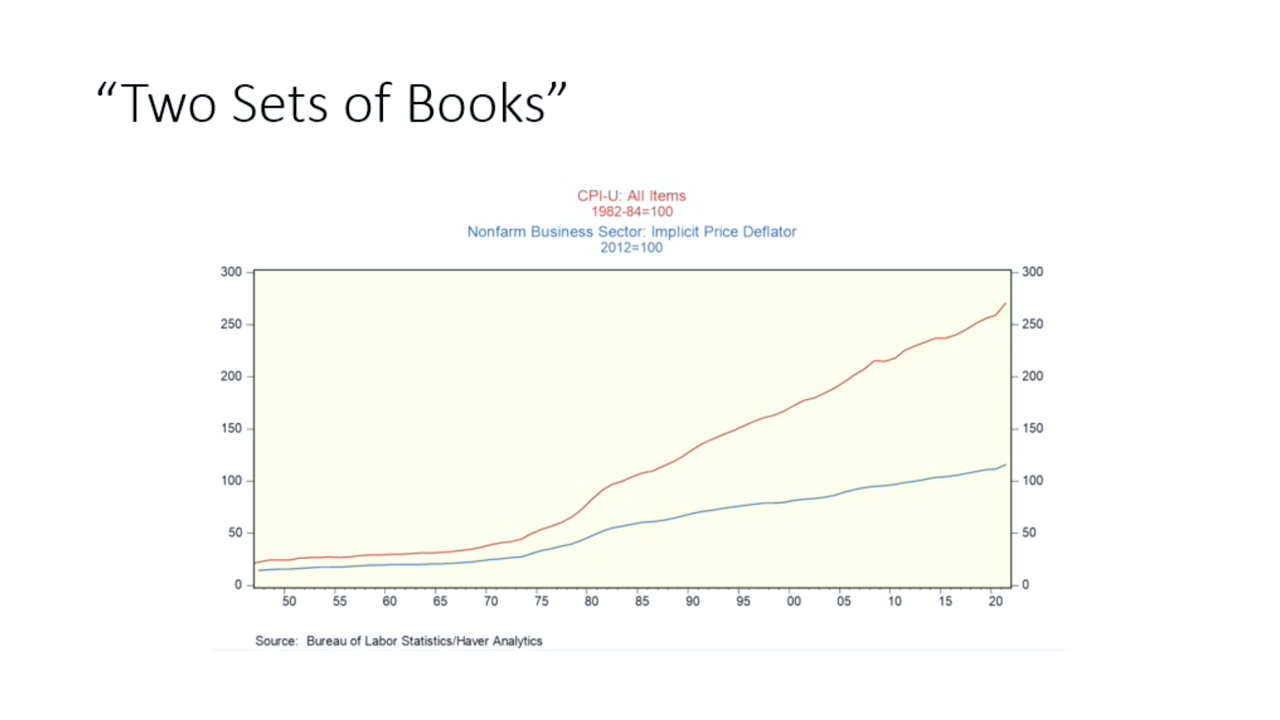 “Two Sets of Books”
CPI-U: All Items
1982-84=100
Nonfarm Business Sector: Implicit Price Deflator
2012=100
300 300
250 250
200 200
150 150
100 100
50 50
0 0
50 55 60 65 70 75 80 85 90 95 00 05 10 15 20
Source: Bureau of Labor Statistics/Haver Analytics